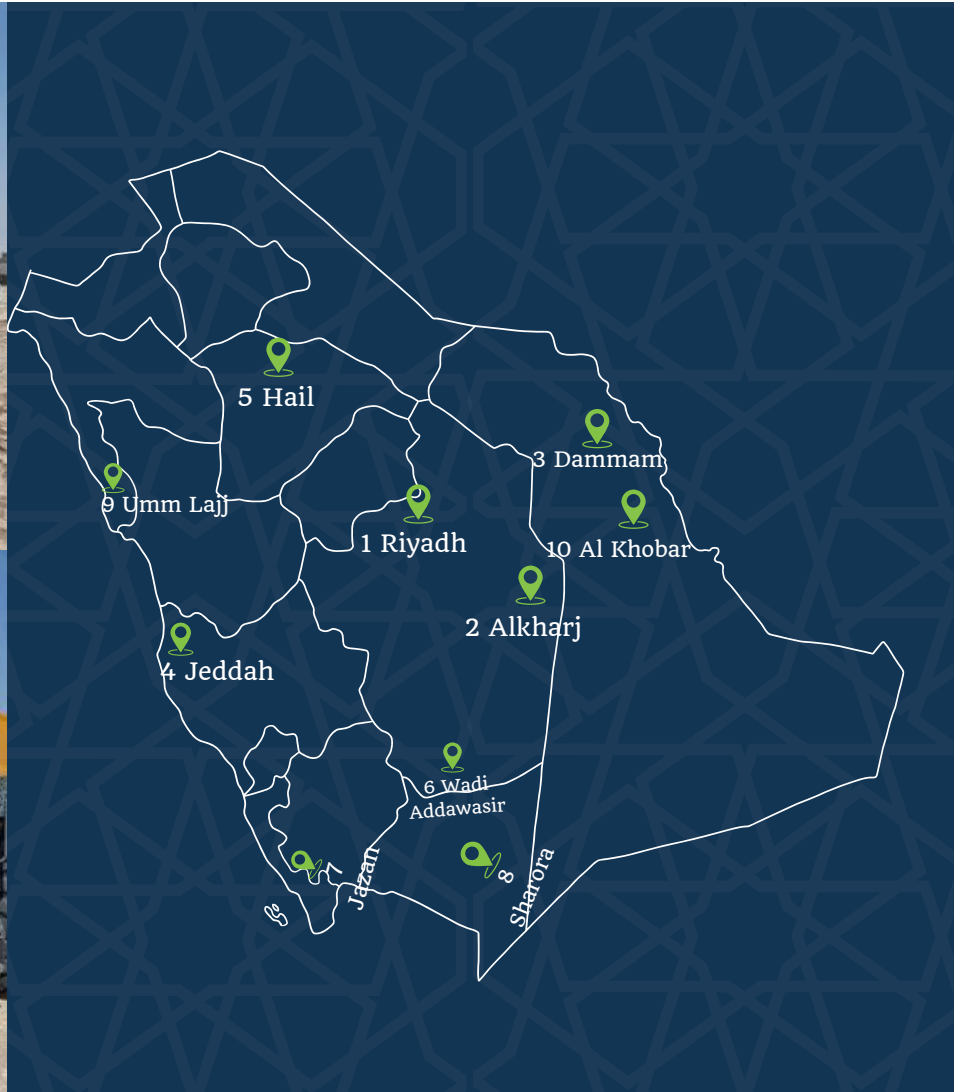 5 Hail
3 Dammam
9 Umm Lajj
1 Riyadh
10 Al Khobar
2 Alkharj
4 Jeddah
6 Wadi
Addawasir
7
Jazan
8
Sharora